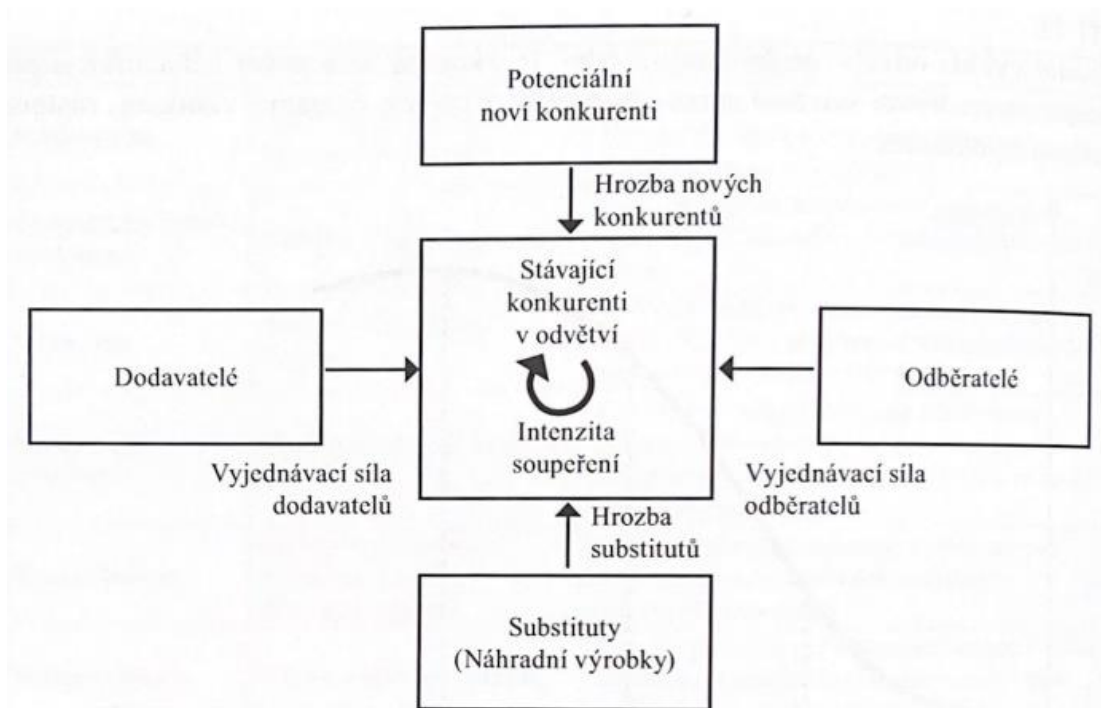 Potenciální
noví konkurenti
Hrozba nových
konkurentů
Stávající
konkurenti
v odvětví
Intenzita
soupeření
Dodavatelé
Vyjednávací síla
dodavatelů
Odběratelé
Vyjednávací síla
odběratelů
Hrozba
substitutů
Substituty
(Náhradní výrobky)